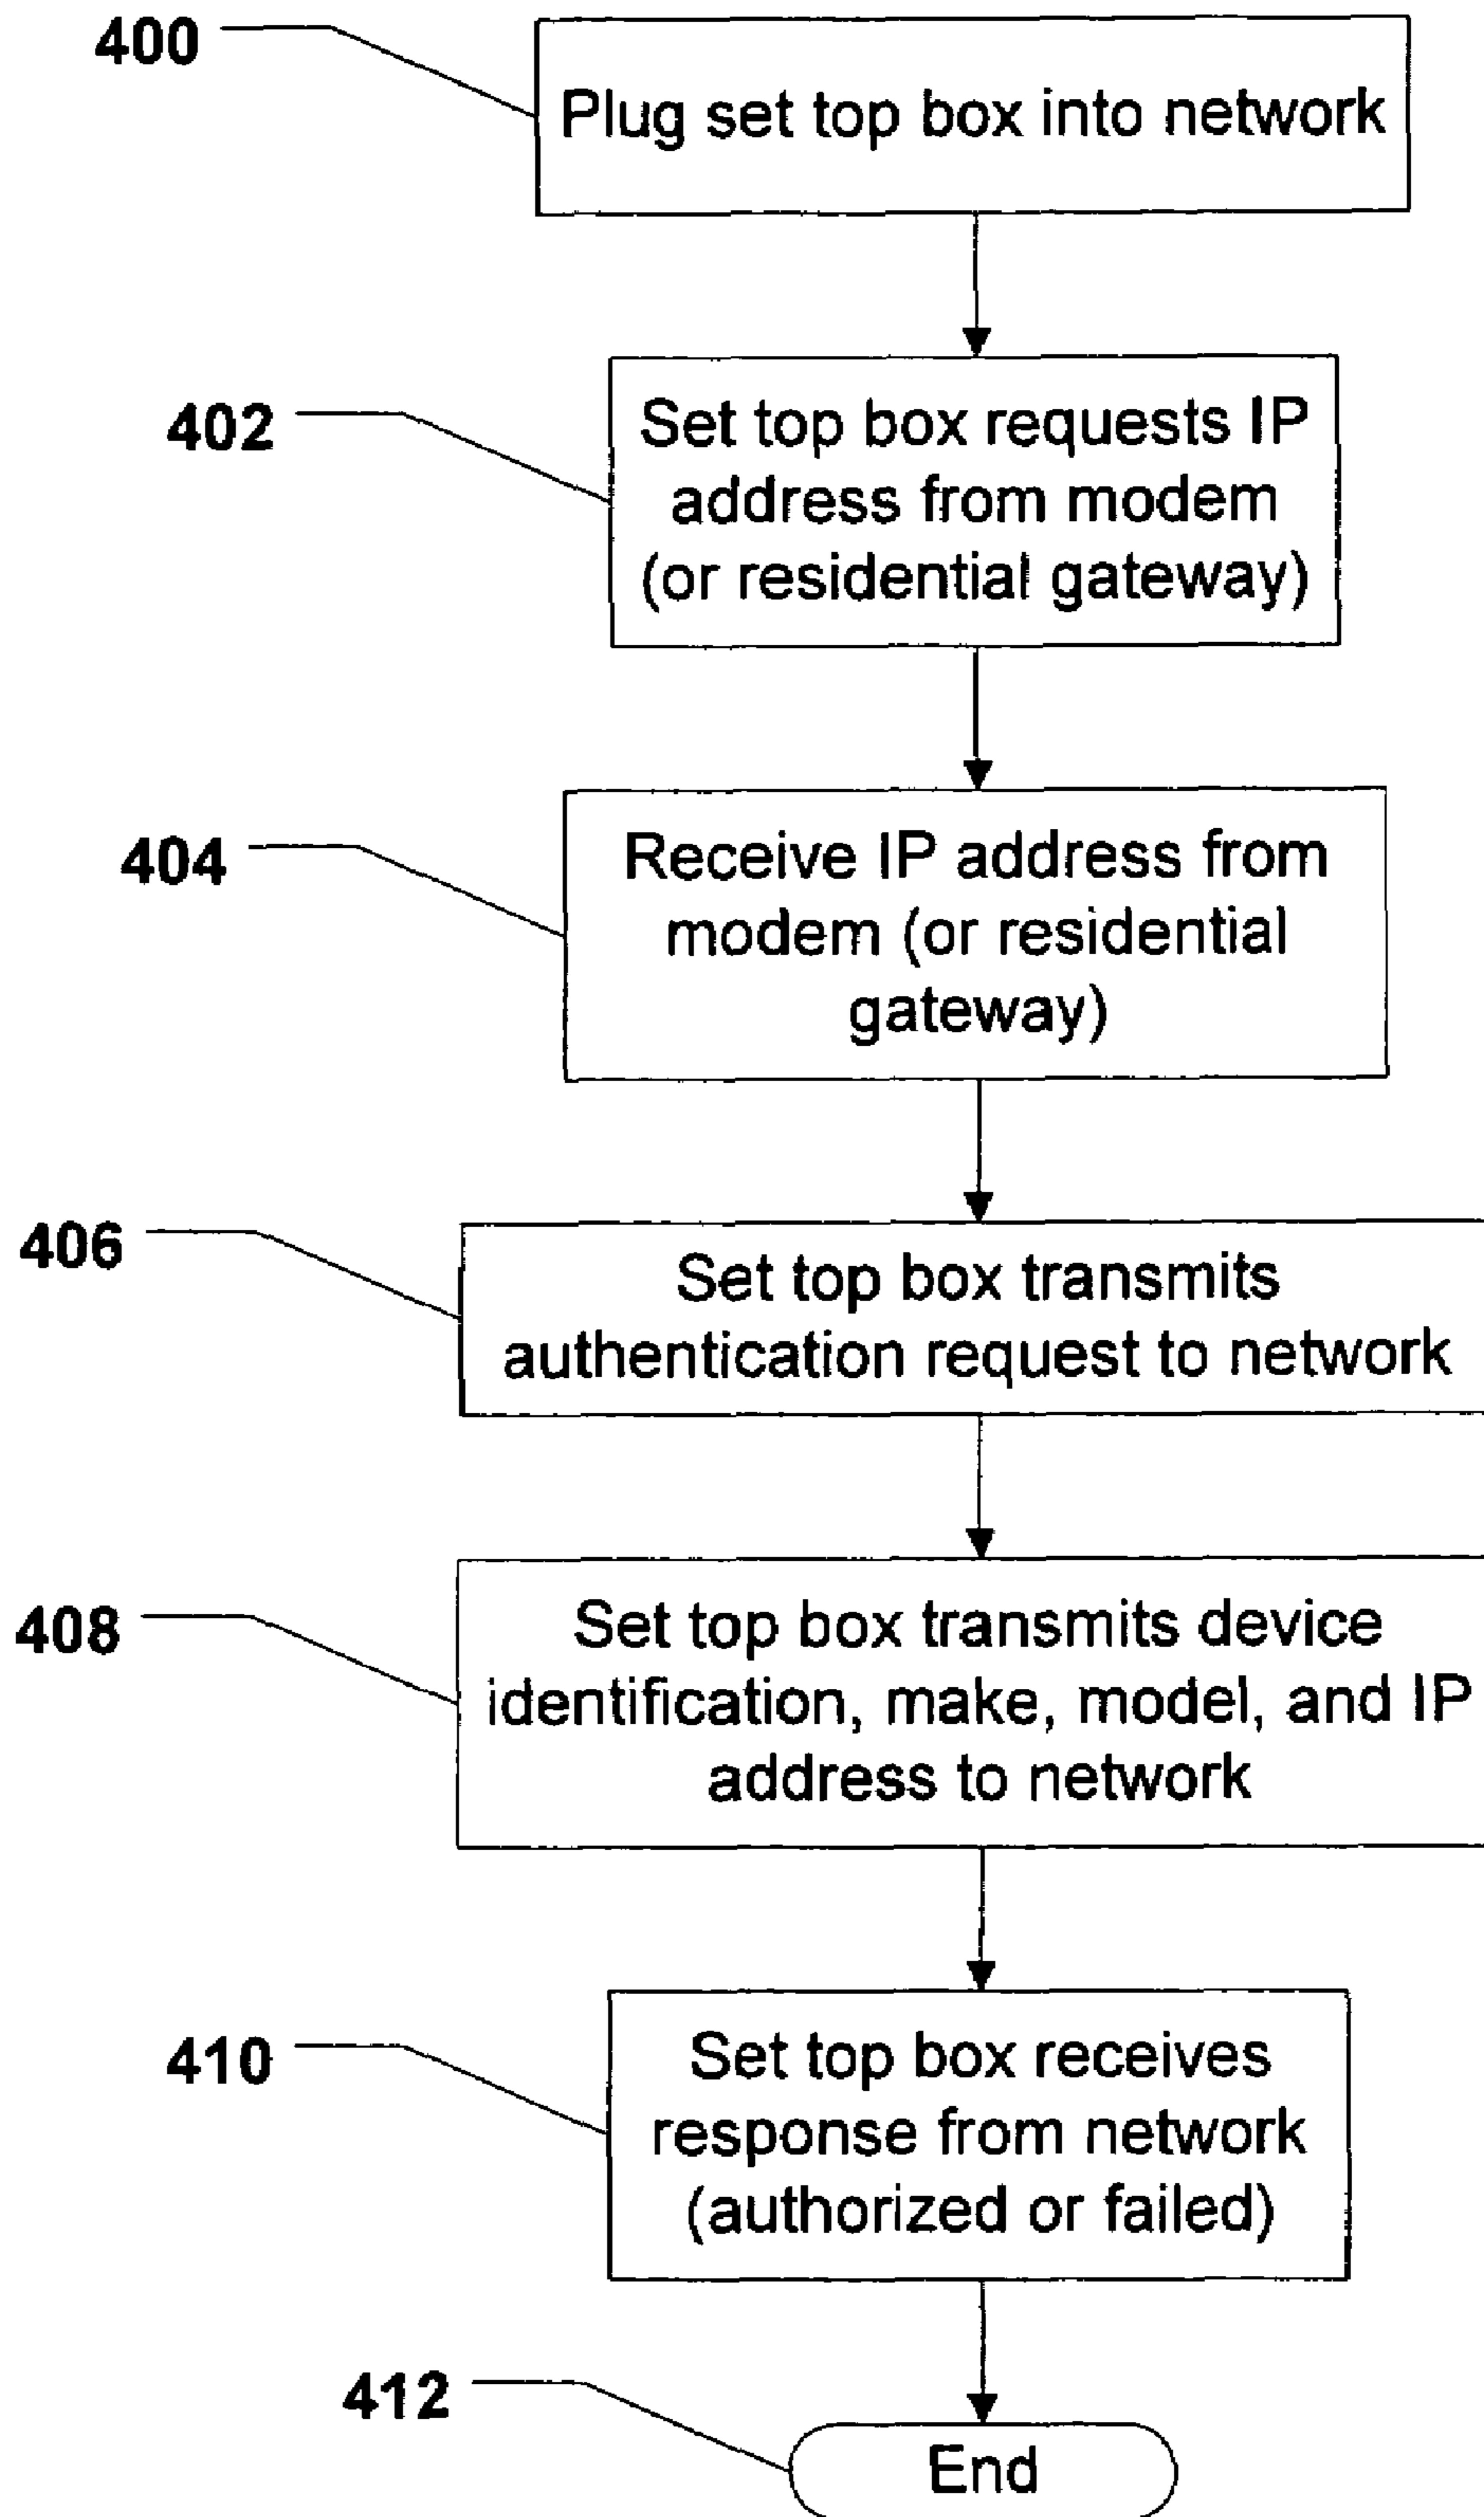 400
Plug set top box into network
402
Set top box requests IP
address from modem
(or residential gateway)
404
Receive IP address from
modem (or residential
gateway)
406
Set top box transmits
authentication request to network
408
Set top box transmits device
identification, make, model, and IP
address to network
410
Set top box receives
response from network
(authorized or failed)
412
End